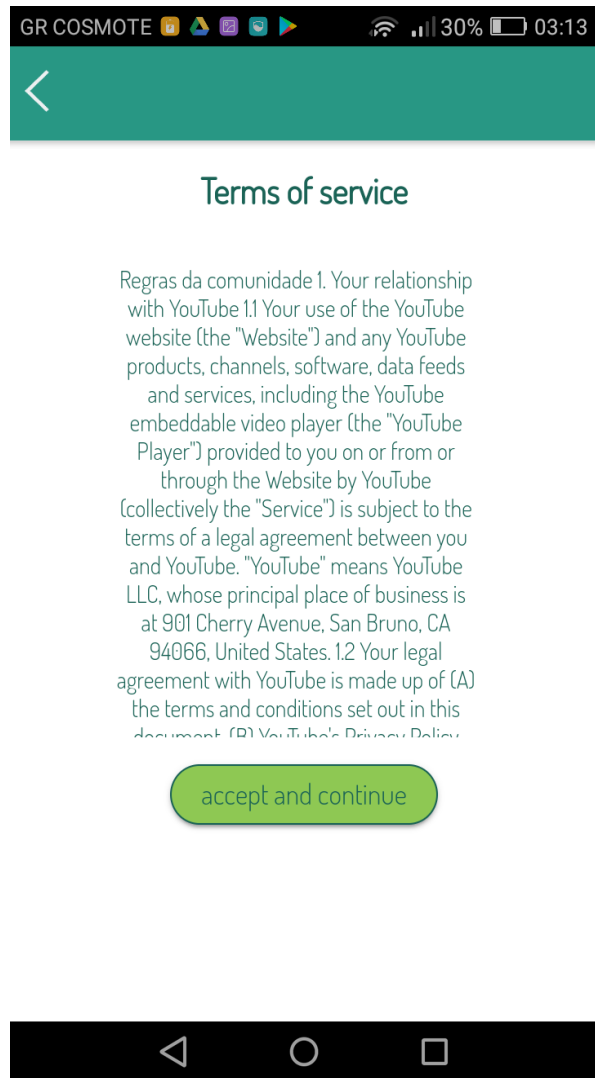 GR COSMOTE 30% 03:13
Terms of service
Regras da comunidade 1. Your relationship
with YouTube 1.1 Your use of the YouTube
website (the "Website") and any YouTube
products, channels, software, data feeds
and services, including the YouTube
embeddable video player (the "YouTube
Player") provided to you on or from or
through the Website by YouTube
(collectively the "Service") is subject to the
terms of a legal agreement between you
and YouTube. "YouTube" means YouTube
LLC, whose principal place of business is
at 901 Cherry Avenue, San Bruno, CA
94066, United States. 1.2 Your legal
agreement with YouTube is made up of (A)
the terms and conditions set out in this
document, (B) YouTube's Privacy Policy
accept and continue